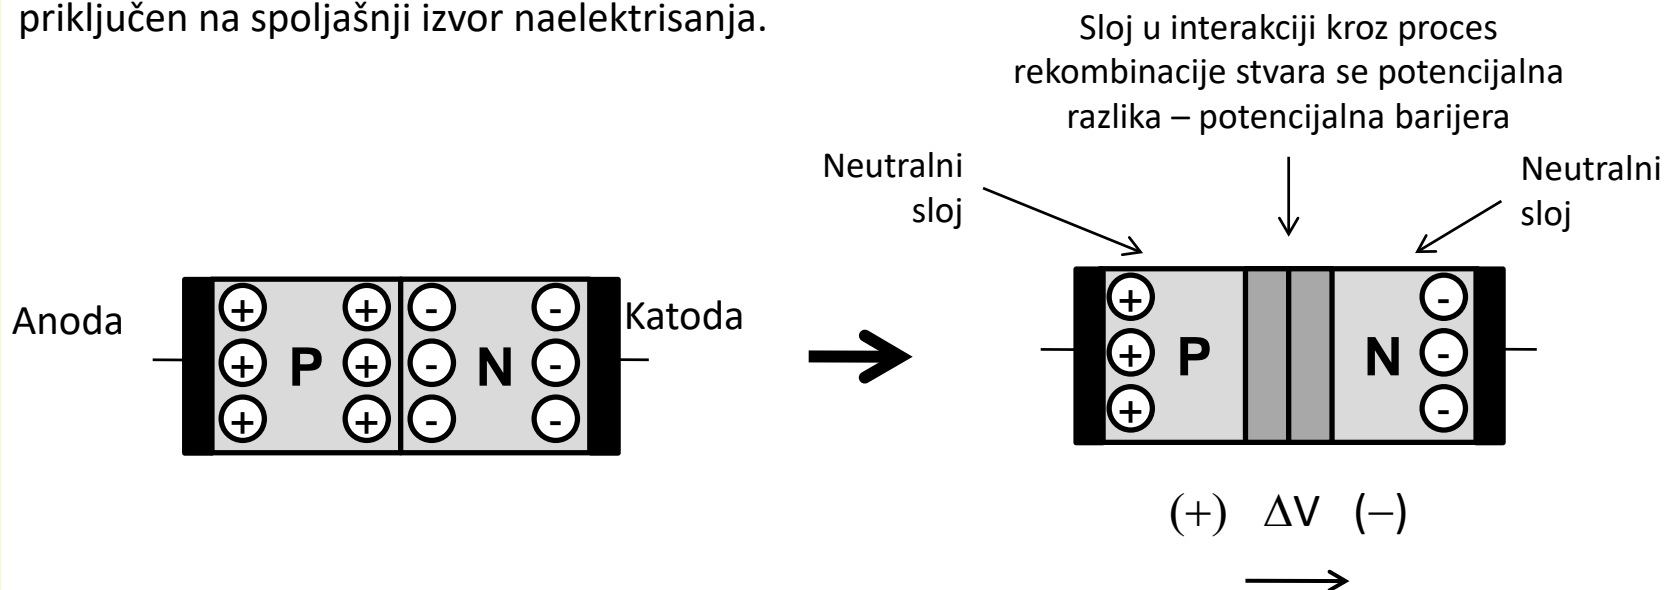 priključen na spoljašnji izvor naelektrisanja.
Sloj u interakciji kroz proces
rekombinacije stvara se potencijalna
razlika – potencijalna barijera
Neutralni
sloj
Neutralni
sloj
Anoda
+ + - -
+ P + - N -
+ + - -
Katoda
+ -
+ P N -
+ -
(+) ΔV (−)